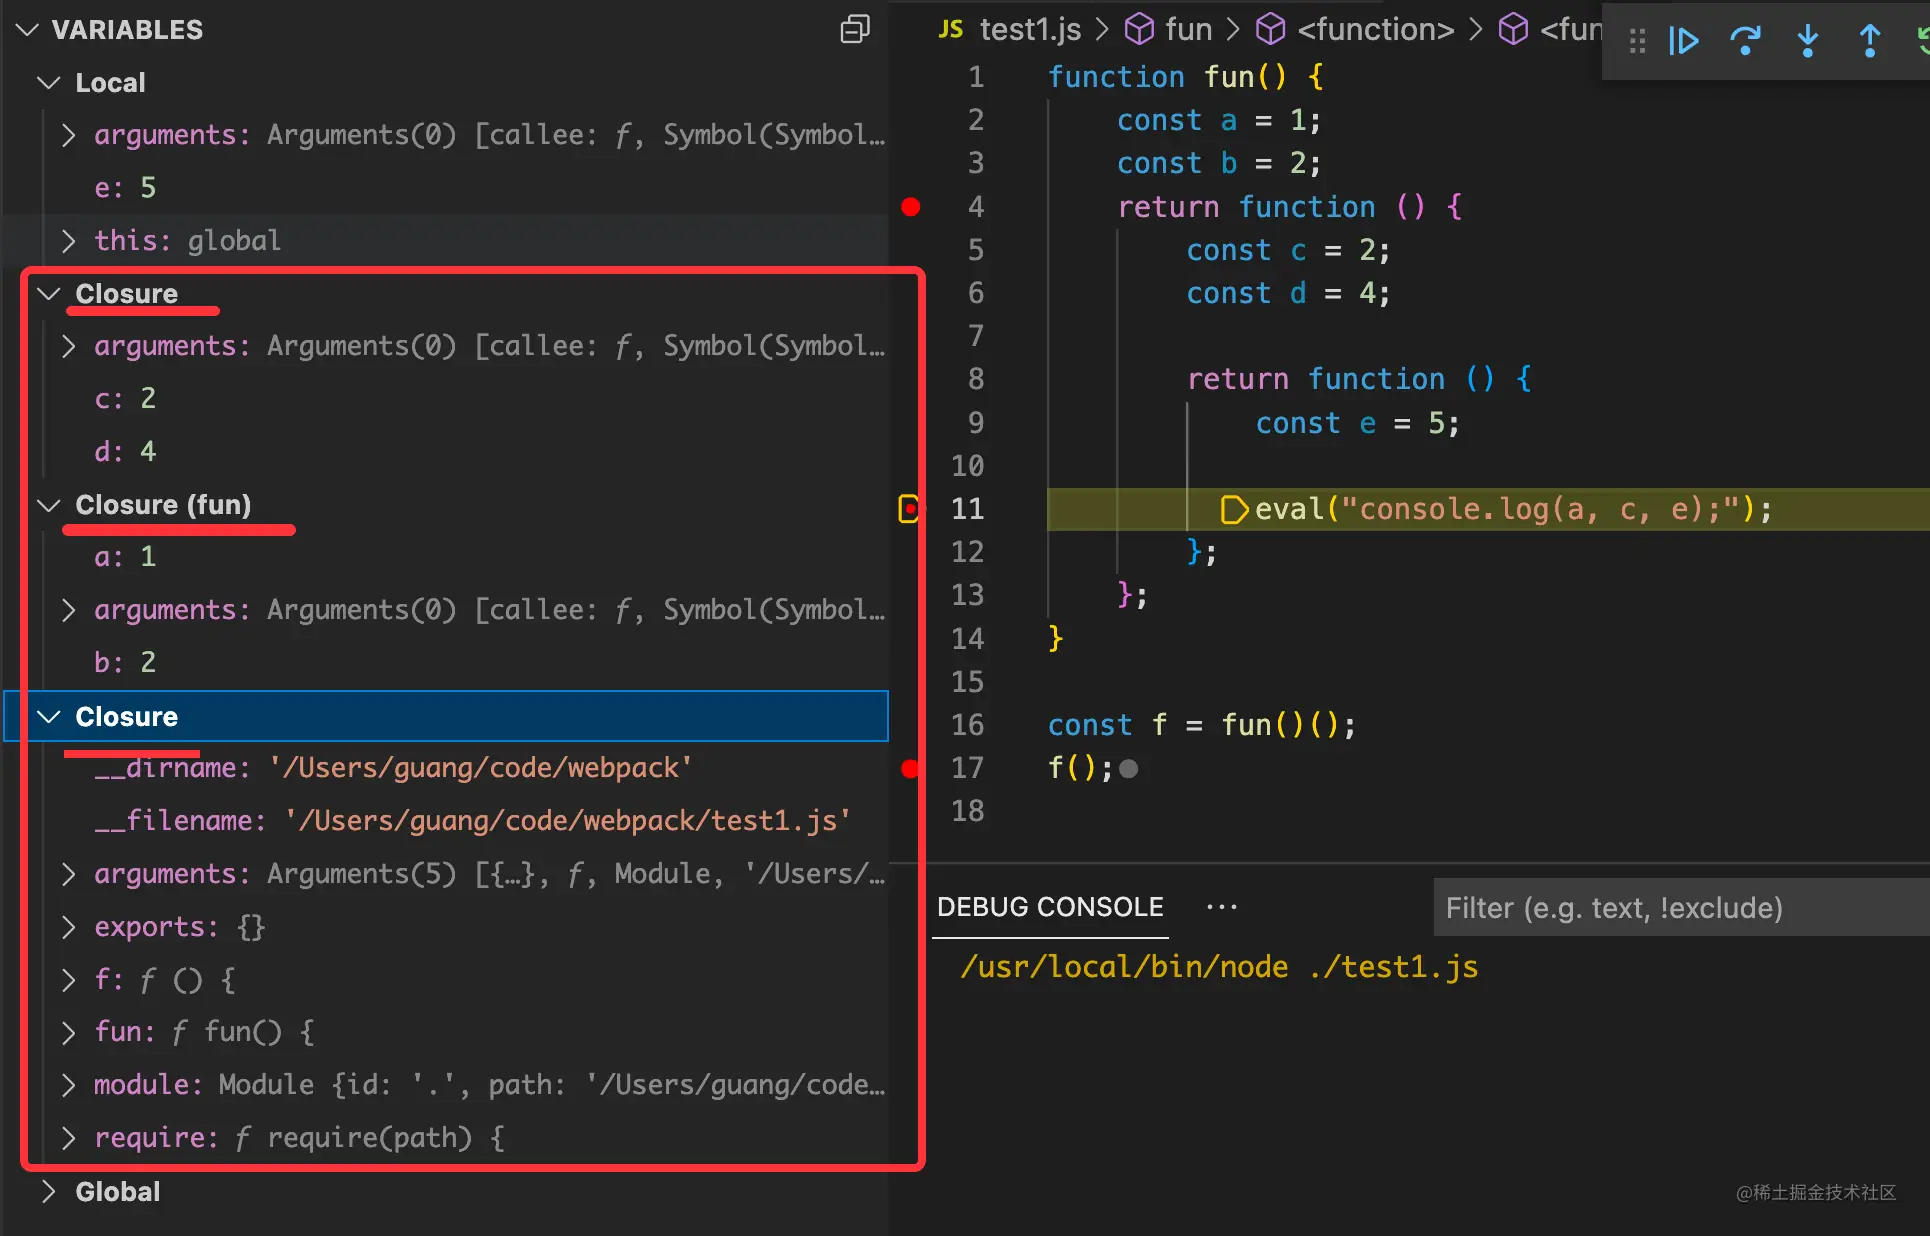 VARIABLES
Local
arguments: Arguments(0) [callee: ƒ, Symbol(Symbol…
e: 5
this: global
Closure
arguments: Arguments(0) [callee: ƒ, Symbol(Symbol…
c: 2
d: 4
Closure (fun)
a: 1
arguments: Arguments(0) [callee: ƒ, Symbol(Symbol…
b: 2
Closure
__dirname: '/Users/guang/code/webpack'
__filename: '/Users/guang/code/webpack/test1.js'
arguments: Arguments(5) [{…}, ƒ, Module, '/Users/…
exports: {}
f: ƒ () {
fun: ƒ fun() {
module: Module {id: '.', path: '/Users/guang/code…
require: ƒ require(path) {
Global
JS test1.js > fun > <function> > <fun
1 function fun() {
2 const a = 1;
3 const b = 2;
4 return function () {
5 const c = 2;
6 const d = 4;
7
8 return function () {
9 const e = 5;
10
11 eval("console.log(a, c, e);");
12 };
13 };
14 }
15
16 const f = fun()();
17 f();
18
DEBUG CONSOLE ···
Filter (e.g. text, !exclude)
/usr/local/bin/node ./test1.js
@稀土掘金技术社区